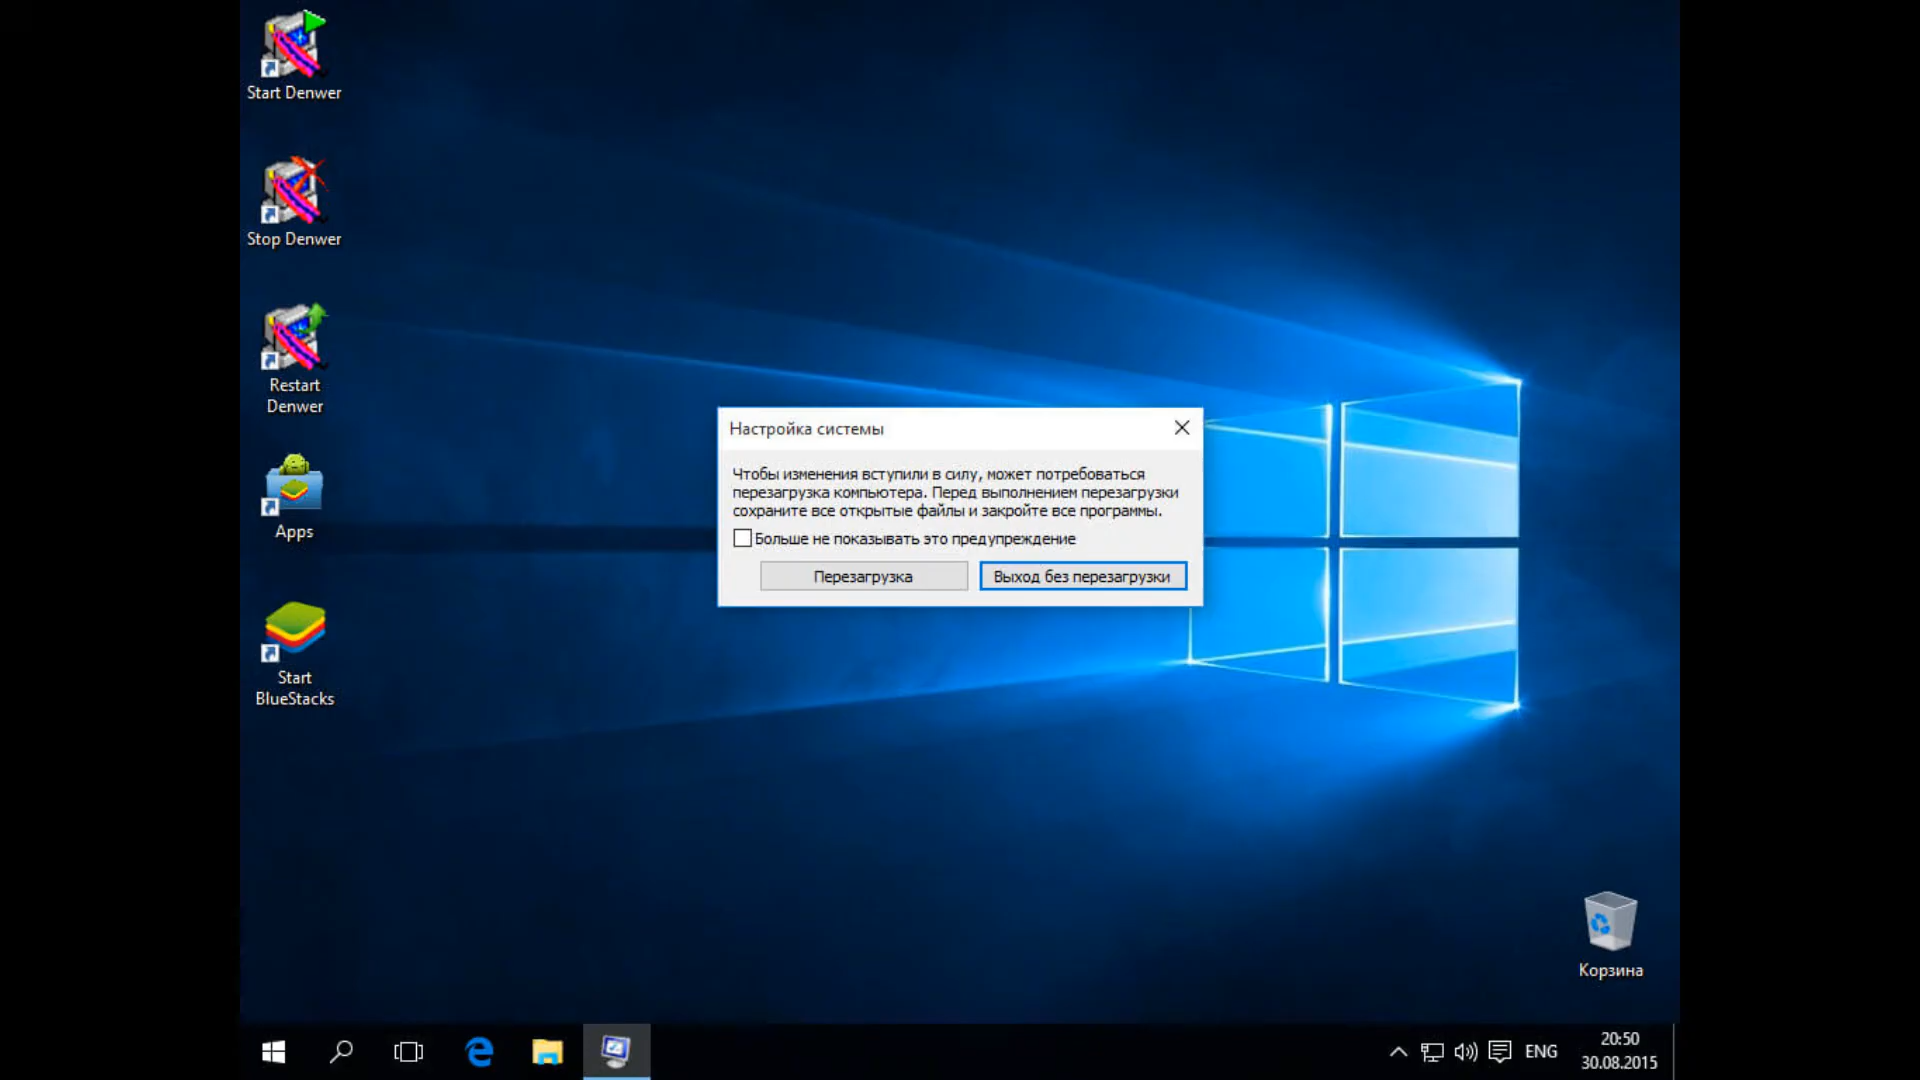 Start Denwer
Stop Denwer
Restart
Denwer
Apps
Start
BlueStacks
Настройка системы
Чтобы изменения вступили в силу, может потребоваться
перезагрузка компьютера. Перед выполнением перезагрузки
сохраните все открытые файлы и закройте все программы.
Больше не показывать это предупреждение
Перезагрузка
Выход без перезагрузки
Корзина
ENG
20:50
30.08.2015